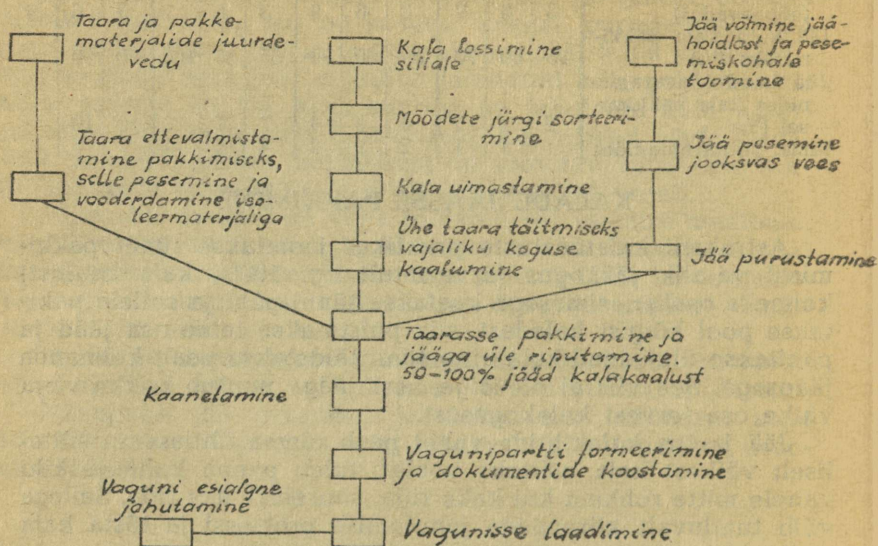 Taara ja pakke-
materjalide juurde-
vedu
Kala lossimine
sillale
Jää võtmine jää-
hoidlast ja pese-
miskohale
toomine
Mõõdete järgi sorteeri-
mine
Taara ettevalmista-
mine pakkimiseks,
selle pesemine ja
vooderdamine iso-
leermaterjaliga
Jää pesemine
jooksvas vees
Kala uimastamine
Ühe taara täitmiseks
vajaliku koguse
kaalumine
Jää purustamine
Taarasse pakkimine ja
jääga üle riputamine.
50-100% jääd kalakaalust
Kaanetamine
Vagunipartii formeerimine
ja dokumentide koostamine
Vaguni esialgne
jahutamine
Vagunisse laadimine